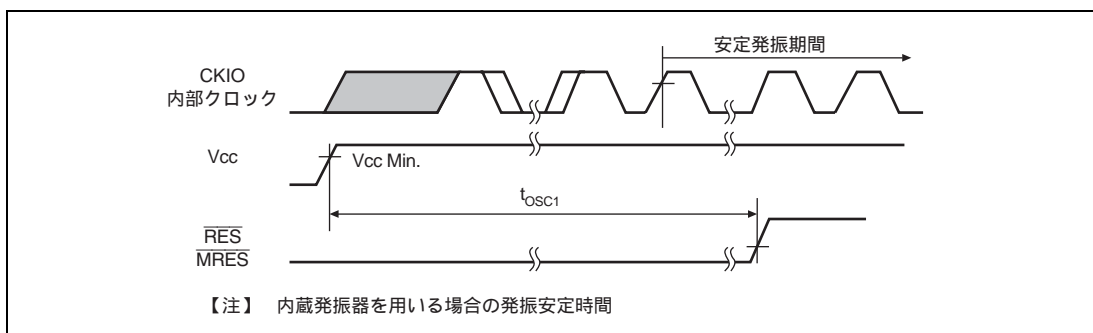 安定発振期間
CKIO
内部クロック
Vcc
Vcc Min.
tOSC1
RES
MRES
【注】 内蔵発振器を用いる場合の発振安定時間